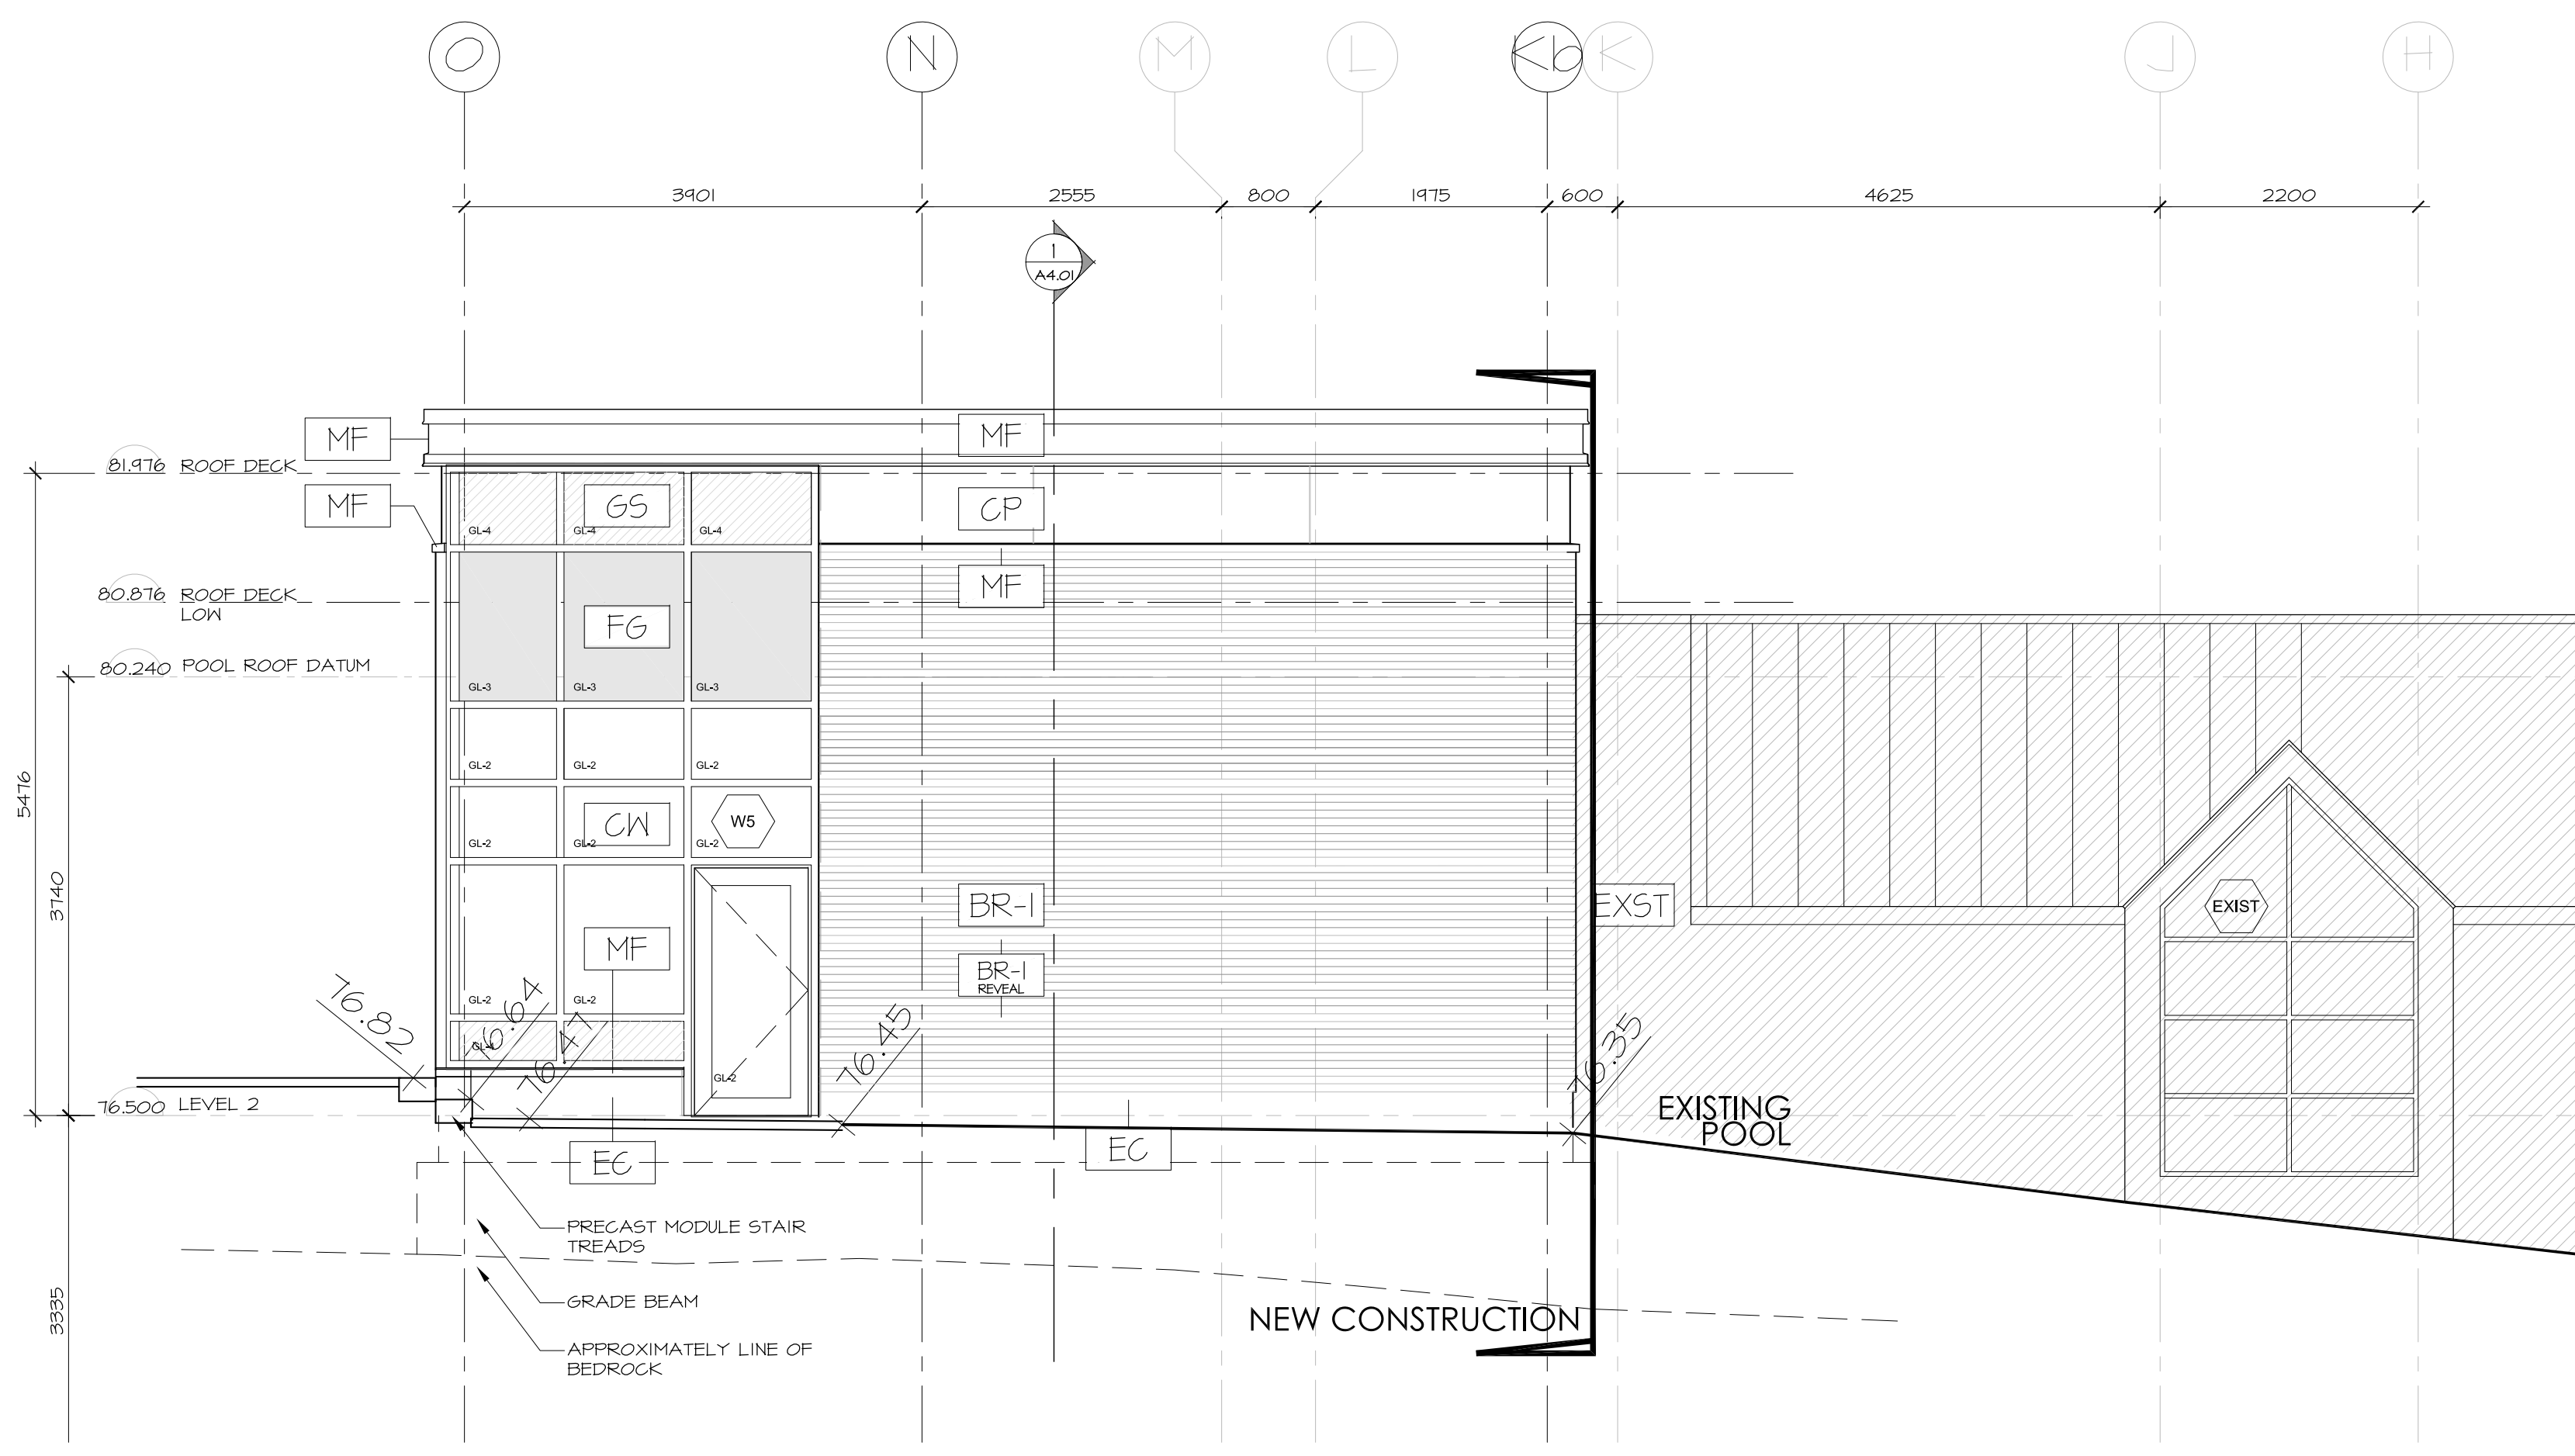 O
N
M
L
Kb
K
J
H
3901
2555
800
1975
600
4625
2200
1
A4.01
MF
MF
81.976 ROOF DECK
MF
GS
CP
GL-4
GL-4
GL-4
MF
80.876 ROOF DECK
LOW
FG
80.240 POOL ROOF DATUM
GL-3
GL-3
GL-3
GL-2
GL-2
GL-2
5476
CW
W5
GL-2
GL-2
GL-2
3740
BR-1
EXST
EXIST
MF
BR-1
REVEAL
GL-2
GL-2
76.82
76.64
76.47
76.45
76.35
GL-4
GL-2
76.500 LEVEL 2
EXISTING
POOL
EC
EC
PRECAST MODULE STAIR
TREADS
GRADE BEAM
3335
NEW CONSTRUCTION
APPROXIMATELY LINE OF
BEDROCK